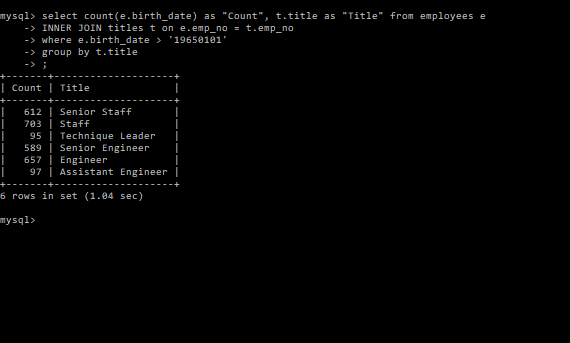 mysql> select count(e.birth_date) as "Count", t.title as "Title" from employees e
    -> INNER JOIN titles t on e.emp_no = t.emp_no
    -> where e.birth_date > '19650101'
    -> group by t.title
    -> ;
+-------+--------------------+
| Count | Title              |
+-------+--------------------+
|   612 | Senior Staff       |
|   703 | Staff              |
|    95 | Technique Leader   |
|   589 | Senior Engineer    |
|   657 | Engineer           |
|    97 | Assistant Engineer |
+-------+--------------------+
6 rows in set (1.04 sec)

mysql>